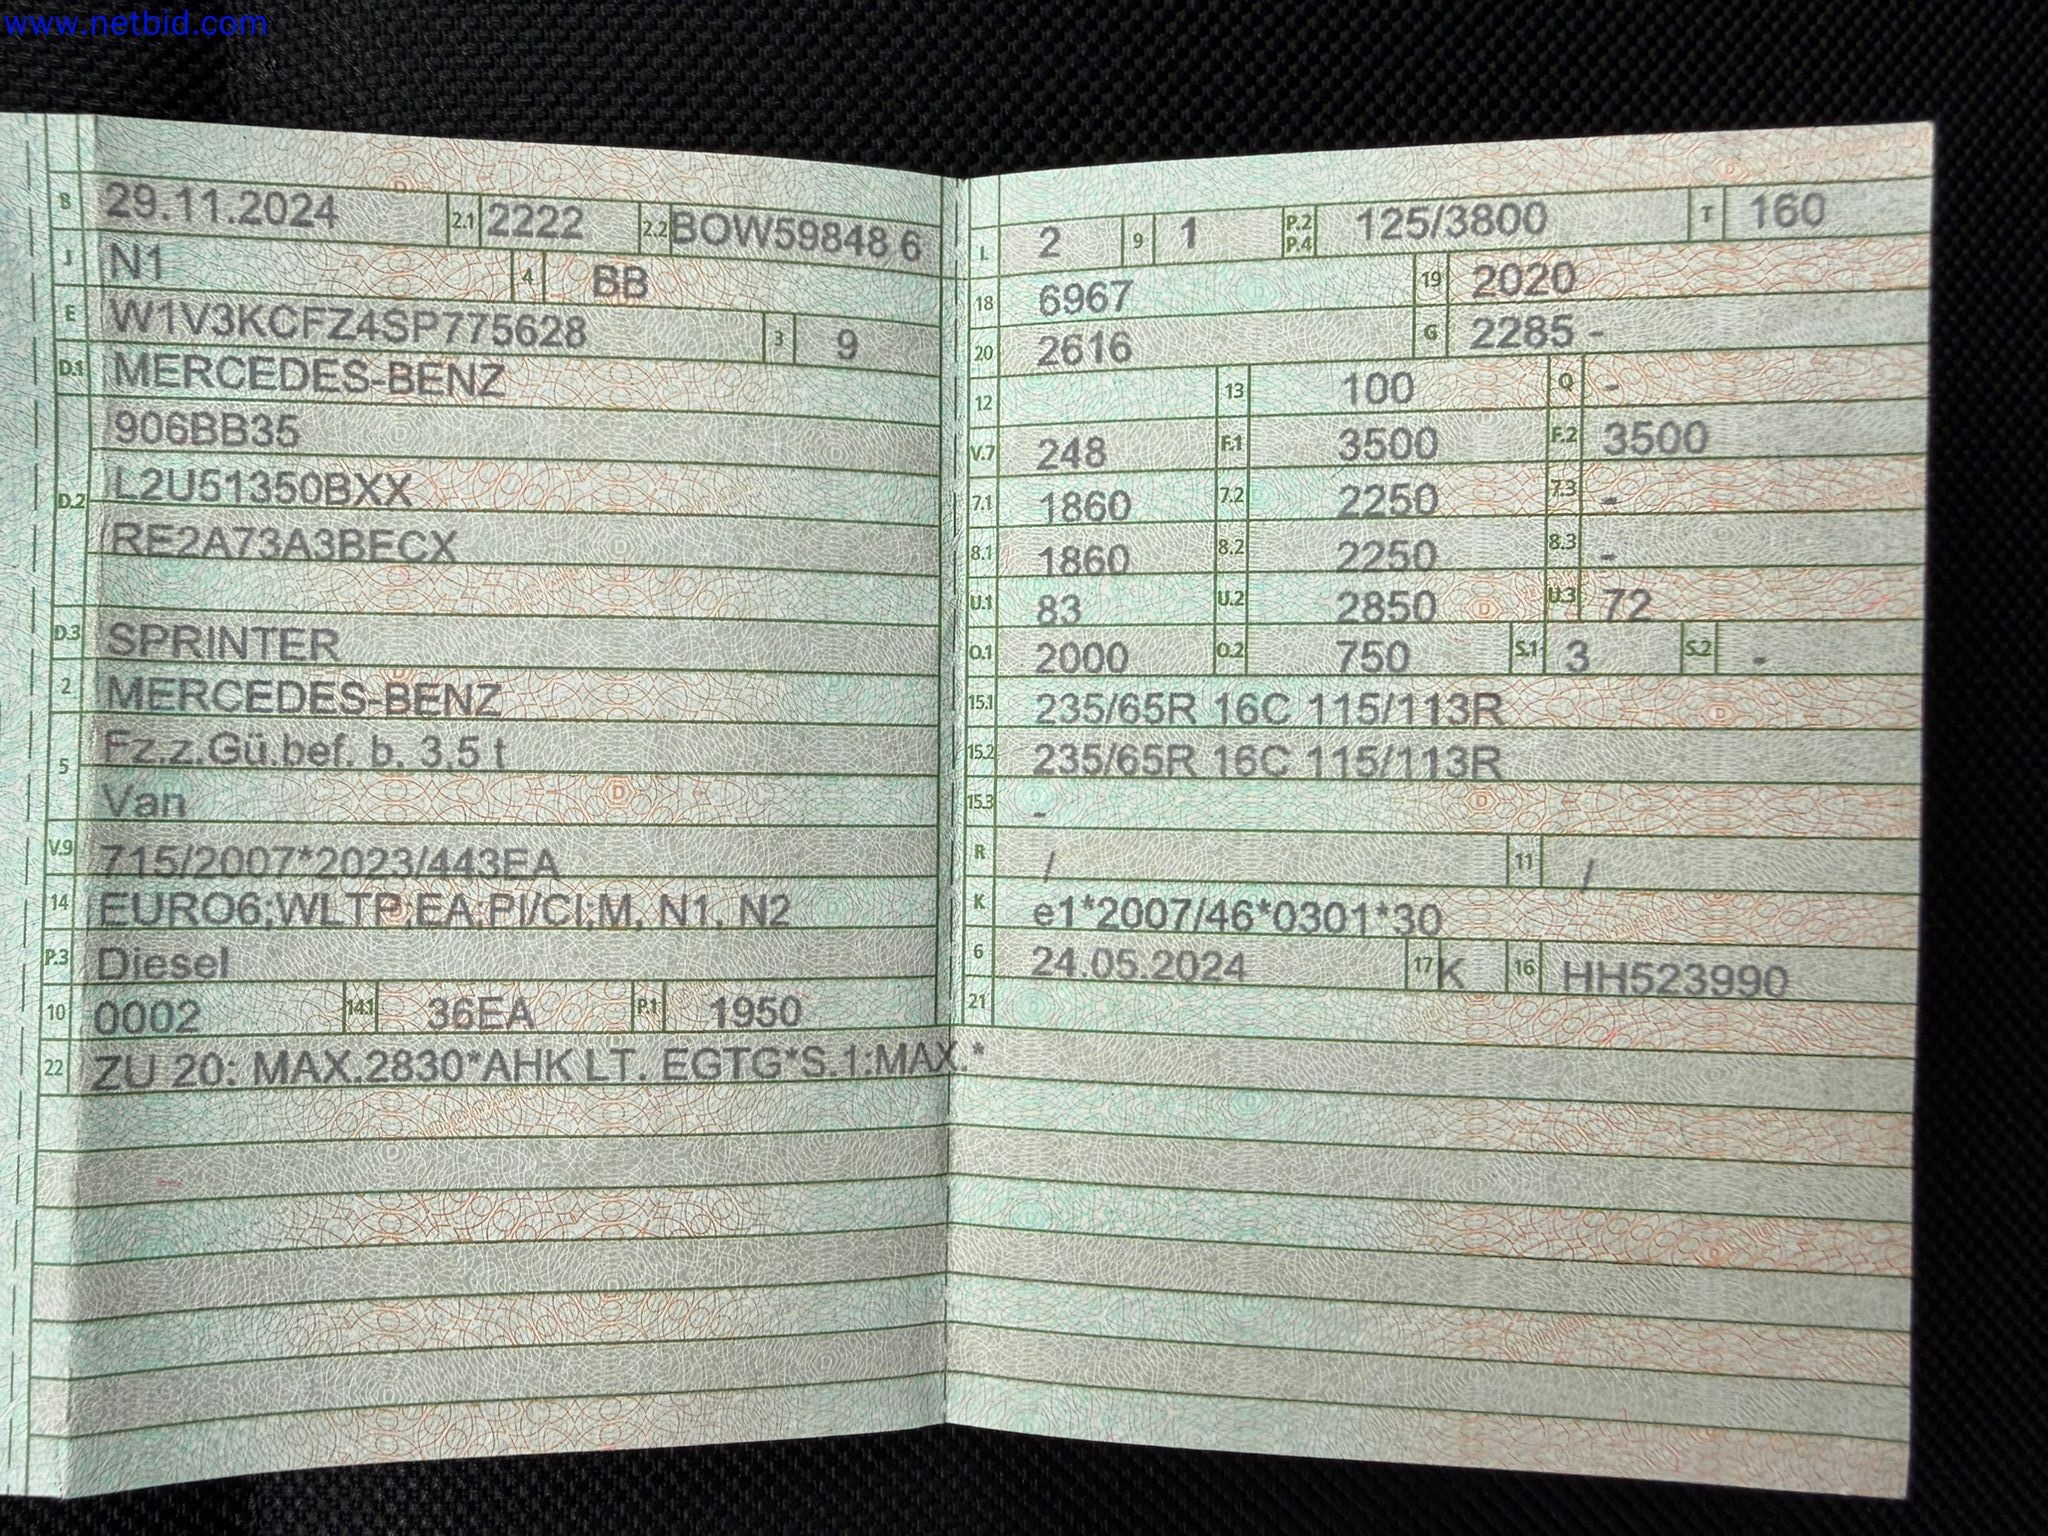 www.netbid.com
B 29.11.2024 2.1 2222 2.2 BOW59848 6
J N1 4 BB
E W1V3KCFZ4SP775628 3 9
D.1 MERCEDES-BENZ
906BB35
D.2 L2U51350BXX
RE2A73A3BECX
D.3 SPRINTER
2 MERCEDES-BENZ
5 Fz.z.Gü.bef. b. 3,5 t
Van
V.9 715/2007*2023/443EA
14 EURO6;WLTP;EA;PI/CI;M, N1, N2
P.3 Diesel
10 0002 14.1 36EA P.1 1950
22 ZU 20: MAX.2830*AHK LT. EGTG*S.1:MAX.*
L 2 9 1 P.2 P.4 125/3800 T 160
18 6967 19 2020
20 2616 G 2285 -
12 13 100 Q -
V.7 248 F.1 3500 F.2 3500
7.1 1860 7.2 2250 7.3 -
8.1 1860 8.2 2250 8.3 -
U.1 83 U.2 2850 U.3 72
O.1 2000 O.2 750 S.1 3 S.2 -
15.1 235/65R 16C 115/113R
15.2 235/65R 16C 115/113R
15.3 -
R / 11 /
K e1*2007/46*0301*30
6 24.05.2024 17 K 16 HH523990
21